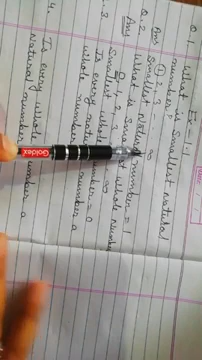 Ex = 1.1
Q.1 What is Smallest Natural
number?
Ans 1, 2, 3 - - - ∞
Smallest Natural number = 1
Q.2 What is Smallest whole number
Ans 0, 1, 2, 3 - - - ∞
Smallest whole number = 0
Q.3 Is every natural number a
whole number
4. Is every whole number a
Natural number
Goldex